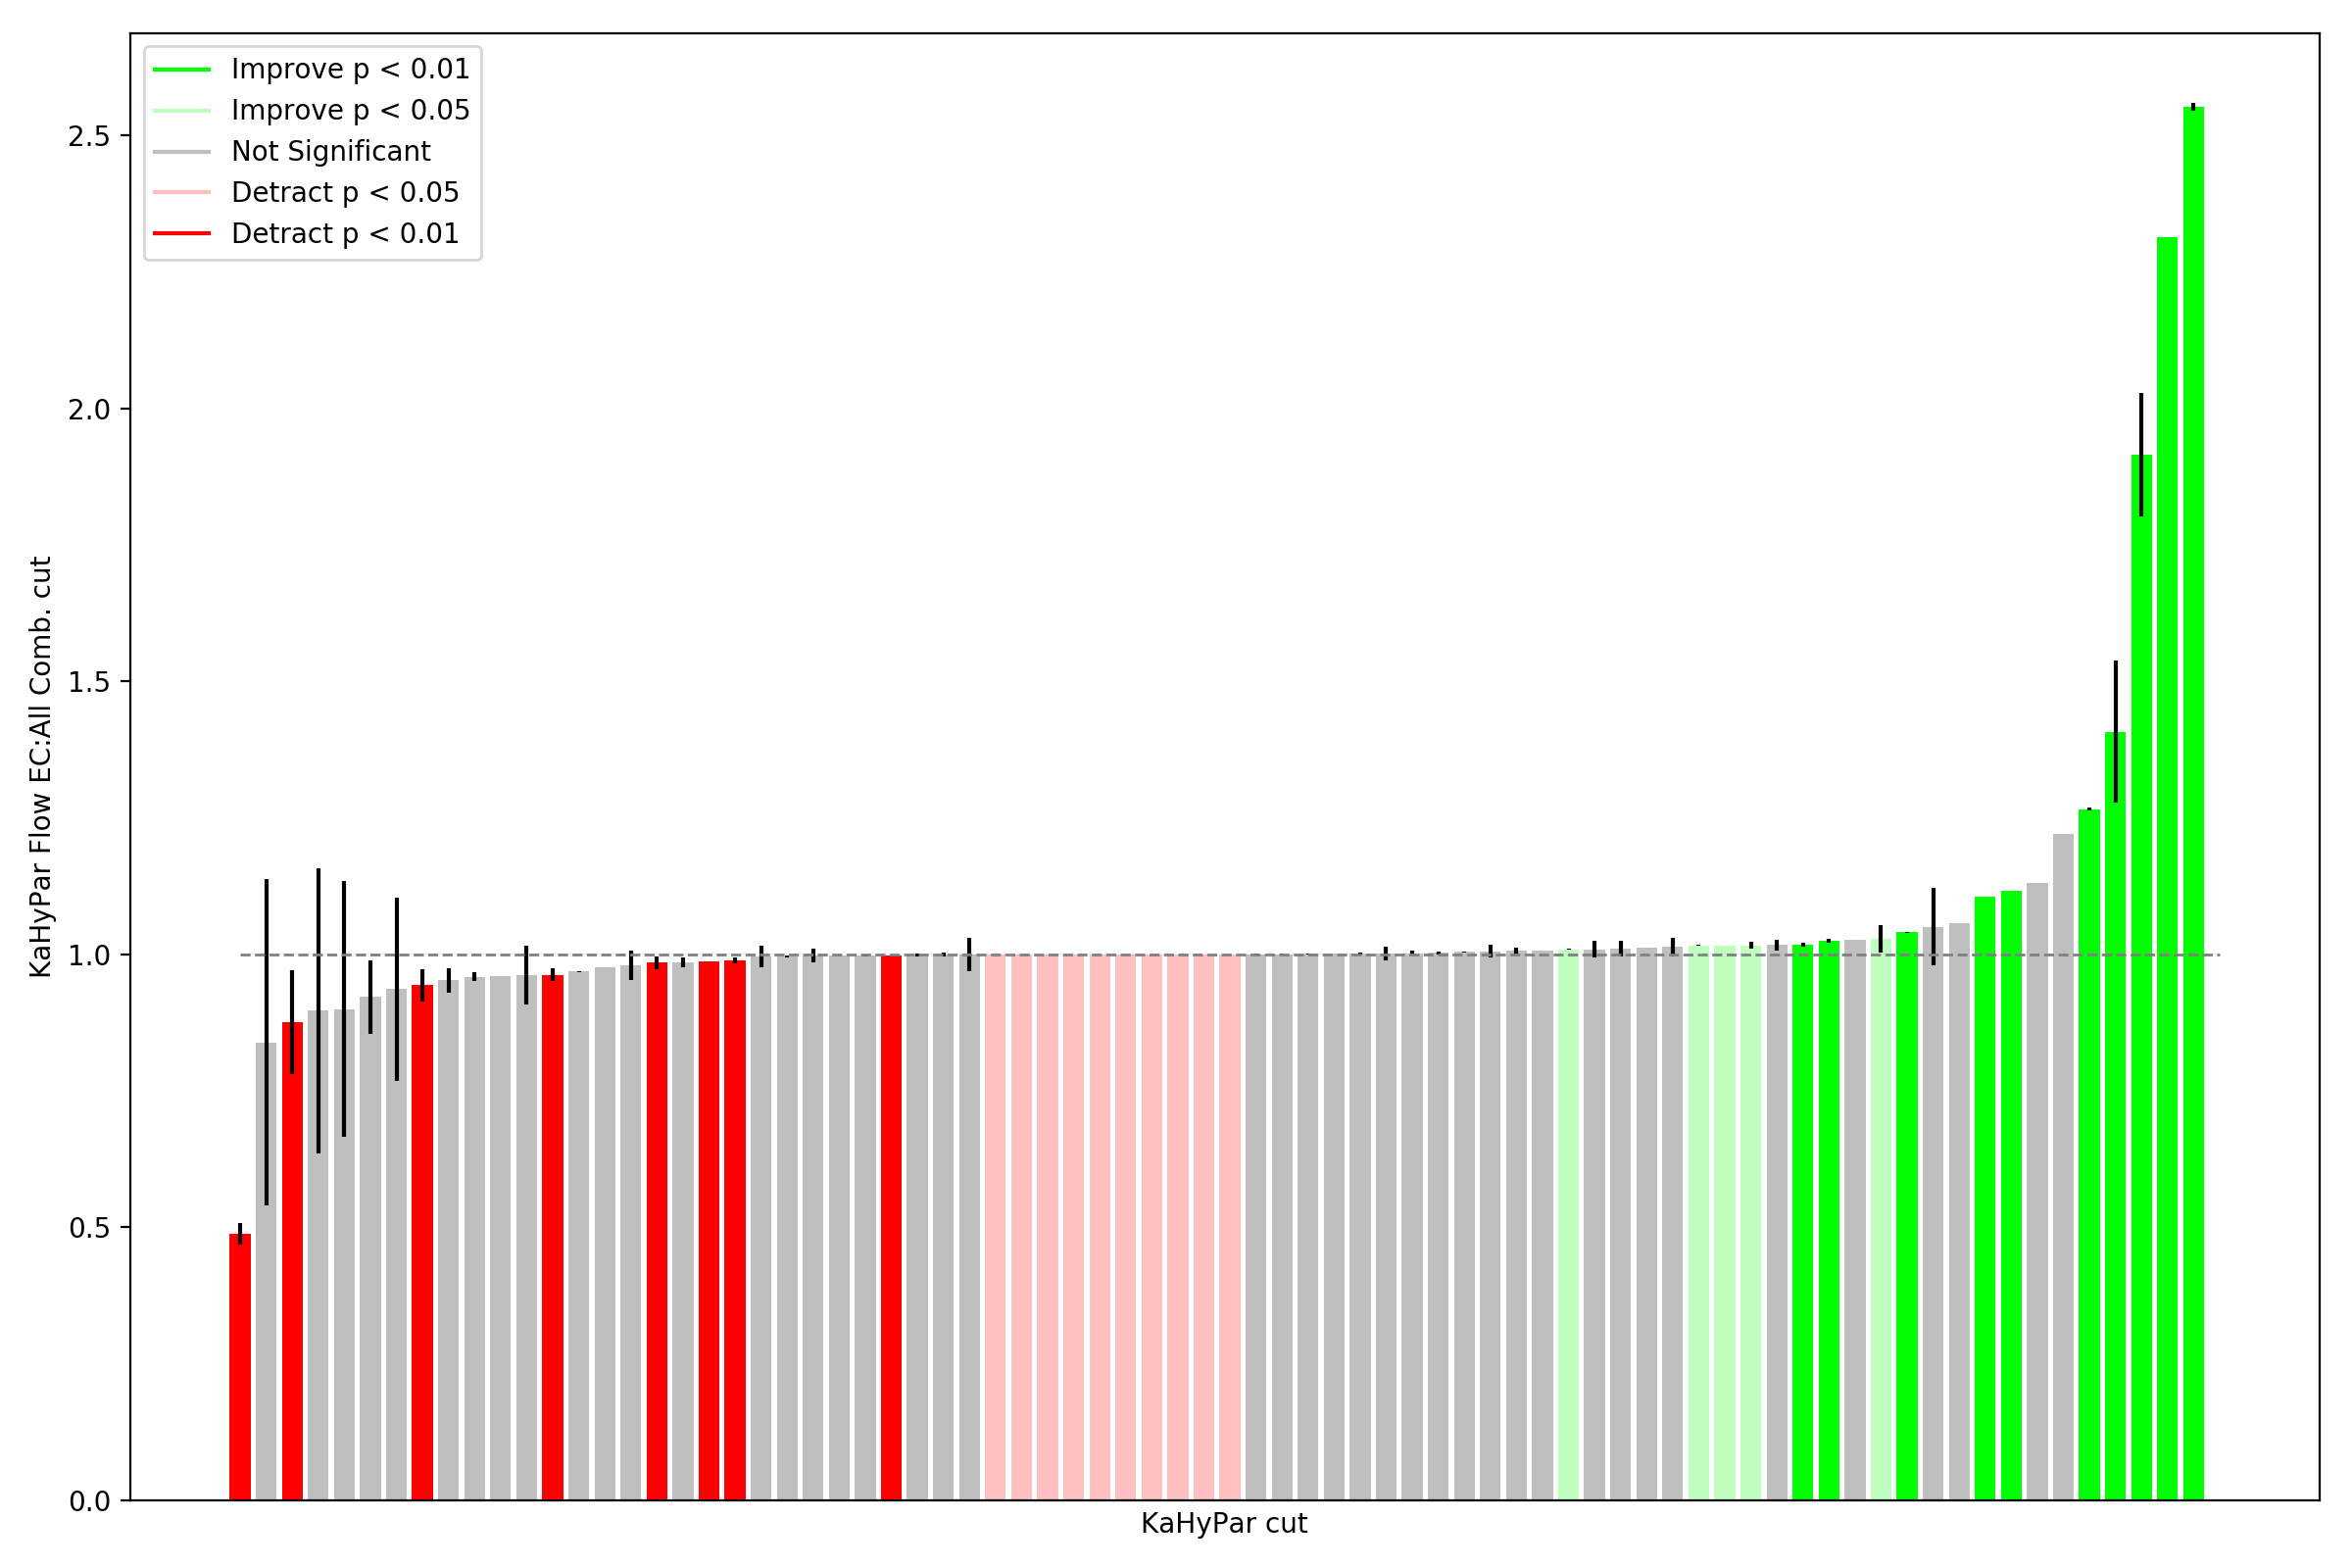 Improve p < 0.01
Improve p < 0.05
Not Significant
Detract p < 0.05
Detract p < 0.01
2.5
2.0
1.5
1.0
0.5
0.0
KaHyPar Flow EC:All Comb. cut
KaHyPar cut